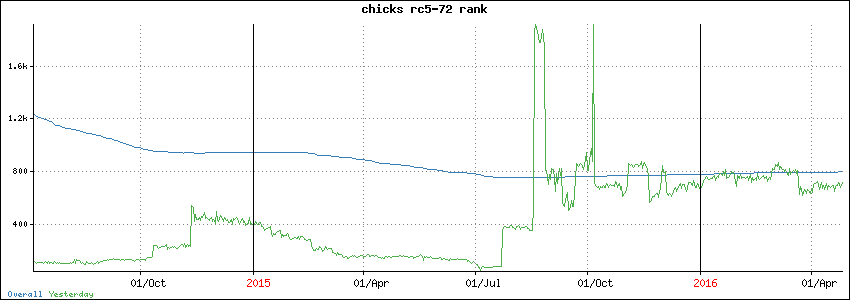 chicks rc5-72 rank
1.6k
1.2k
800
400
01/Oct 2015 01/Apr 01/Jul 01/Oct 2016 01/Apr
Overall Yesterday